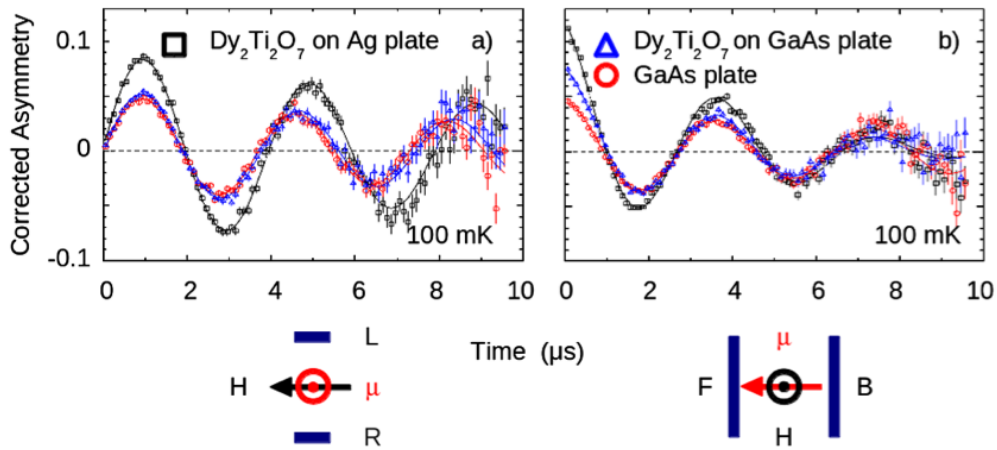 Corrected Asymmetry
0.1
0
-0.1
Dy₂Ti₂O₇ on Ag plate a)
100 mK
0 2 4 6 8 10
Dy₂Ti₂O₇ on GaAs plate b)
GaAs plate
100 mK
0 2 4 6 8 10
Time (μs)
L
H μ
R
μ
F B
H